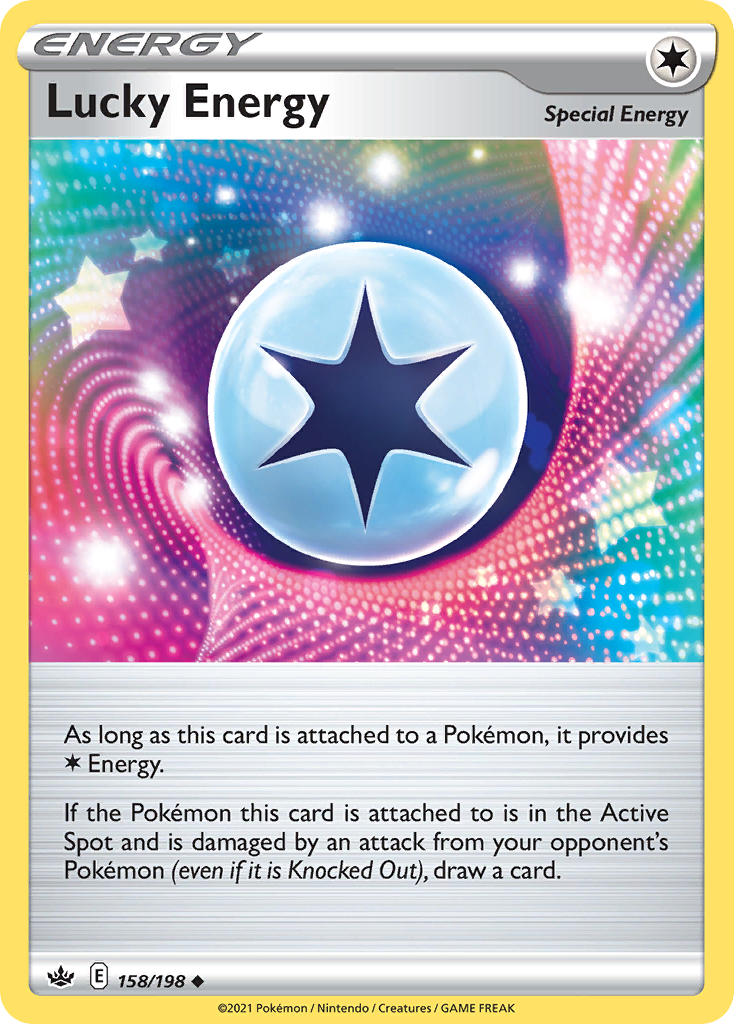 ENERGY
Lucky Energy
Special Energy
As long as this card is attached to a Pokémon, it provides
Energy.
If the Pokémon this card is attached to is in the Active
Spot and is damaged by an attack from your opponent's
Pokémon (even if it is Knocked Out), draw a card.
E 158/198
©2021 Pokémon / Nintendo / Creatures / GAME FREAK